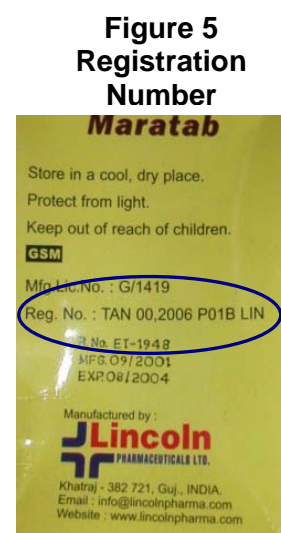 Figure 5
Registration
Number
Maratab
Store in a cool, dry place.
Protect from light.
Keep out of reach of children.
GSM
Mfg.Lic.No. : G/1419
Reg. No. : TAN 00,2006 P01B LIN
B.No. ET-1948
MFG.09/2001
EXP.08/2004
Manufactured by :
Lincoln
PHARMACEUTICALS LTD.
Khatraj - 382 721, Guj., INDIA.
Email : info@lincolnpharma.com
Website : www.lincolnpharma.com